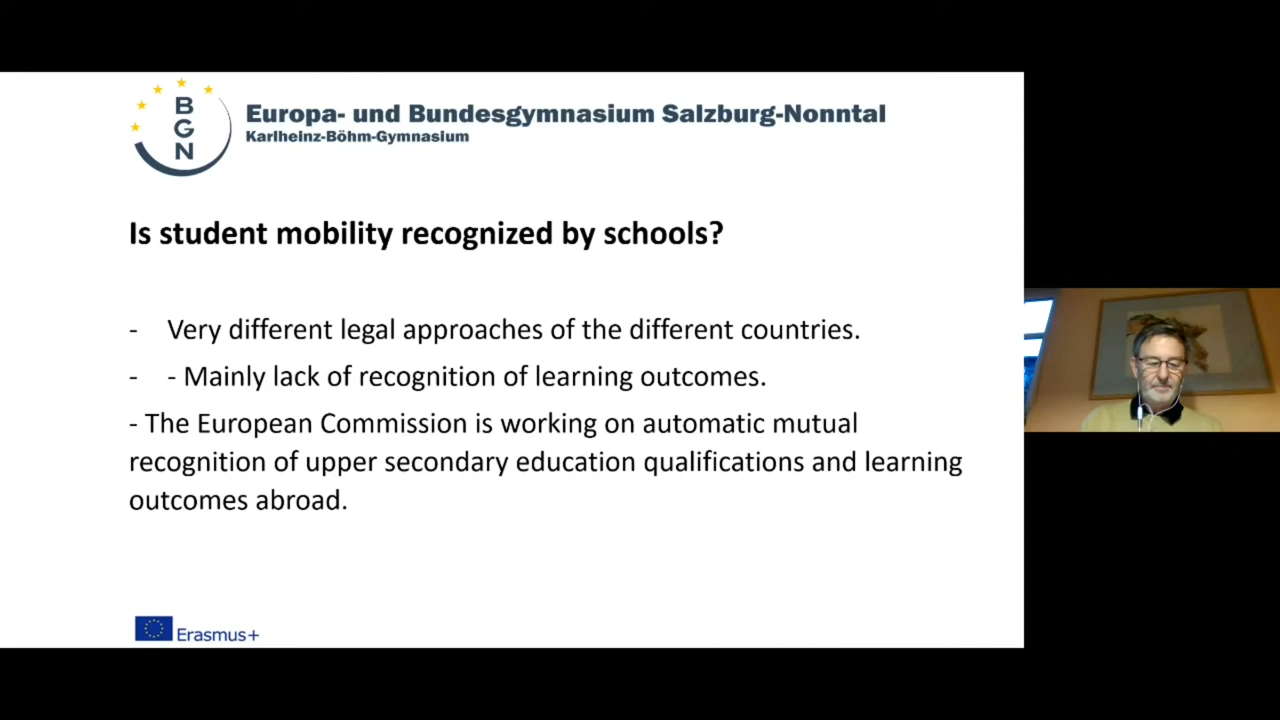 B
G
N
Europa- und Bundesgymnasium Salzburg-Nonntal
Karlheinz-Böhm-Gymnasium
Is student mobility recognized by schools?
- Very different legal approaches of the different countries.
- - Mainly lack of recognition of learning outcomes.
- The European Commission is working on automatic mutual
recognition of upper secondary education qualifications and learning
outcomes abroad.
Erasmus+